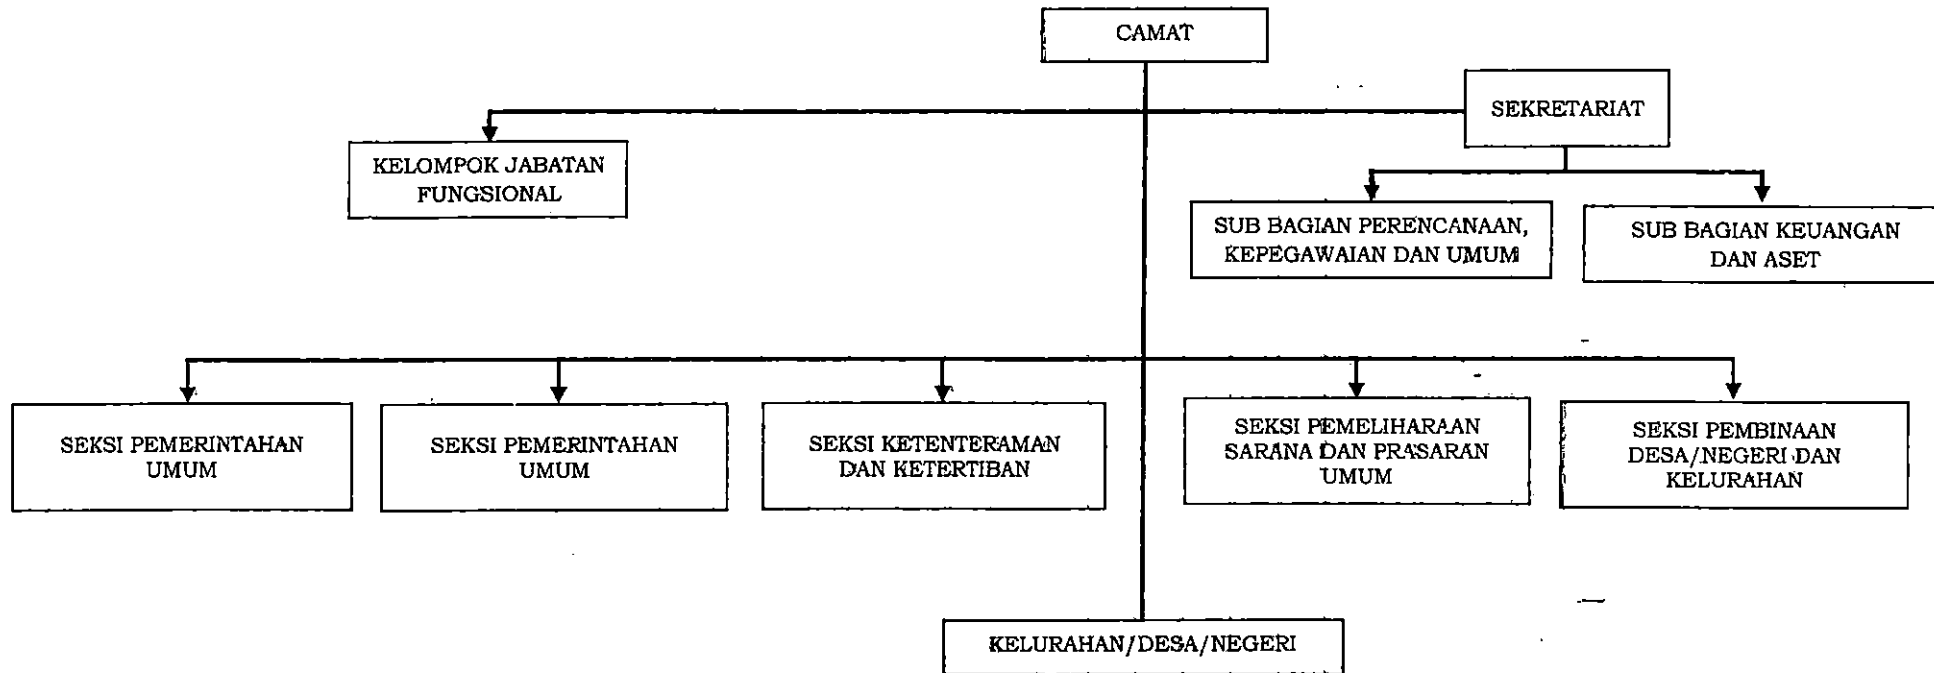 CAMAT
SEKRETARIAT
KELOMPOK JABATAN
FUNGSIONAL
SUB BAGIAN PERENCANAAN,
KEPEGAWAIAN DAN UMUM
SUB BAGIAN KEUANGAN
DAN ASET
SEKSI PEMERINTAHAN
UMUM
SEKSI PEMERINTAHAN
UMUM
SEKSI KETENTERAMAN
DAN KETERTIBAN
SEKSI PEMELIHARAAN
SARANA DAN PRASARAN
UMUM
SEKSI PEMBINAAN
DESA/NEGERI DAN
KELURAHAN
KELURAHAN/DESA/NEGERI